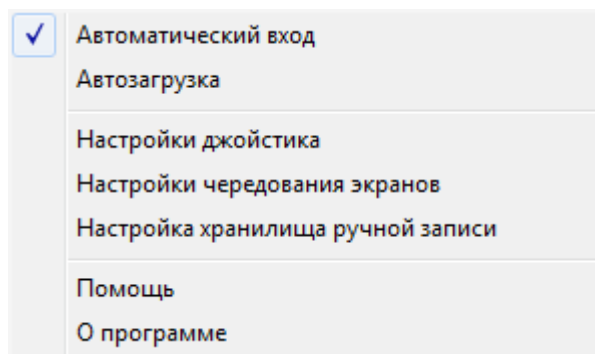 Автоматический вход
Автозагрузка
Настройки джойстика
Настройки чередования экранов
Настройка хранилища ручной записи
Помощь
О программе